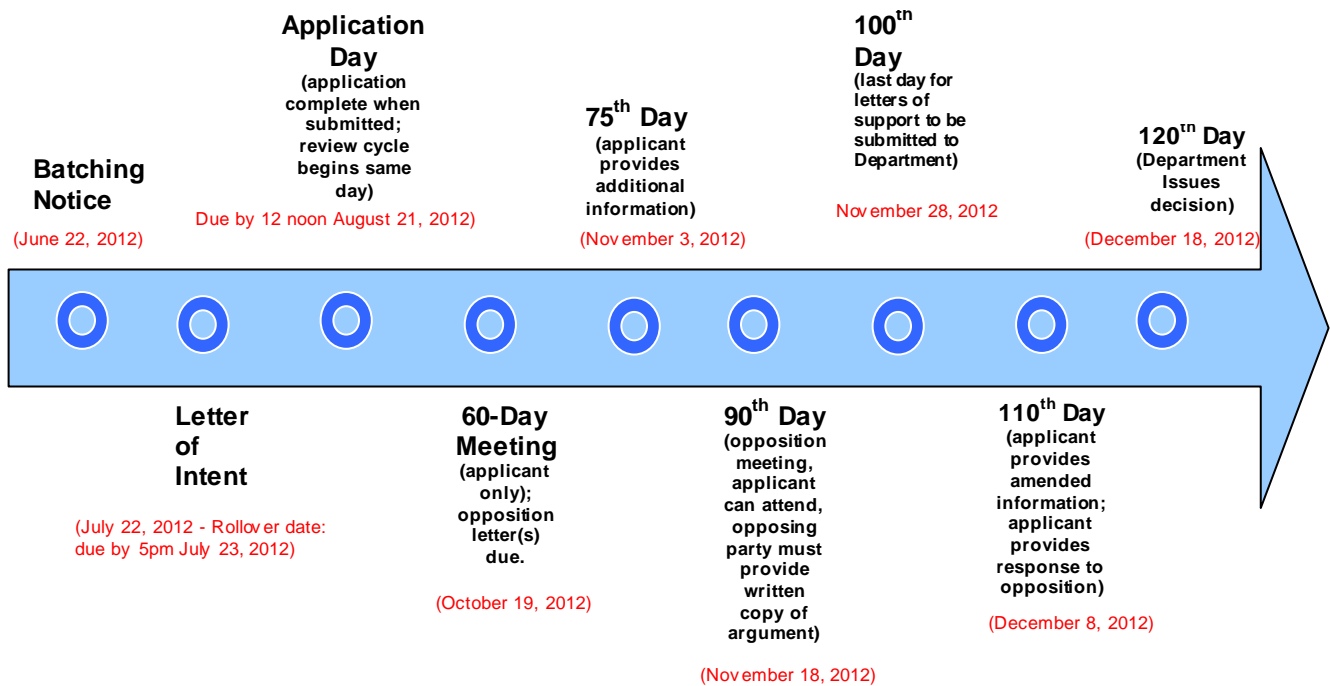 Batching
Notice
(June 22, 2012)
Letter
of
Intent
(July 22, 2012 - Rollover date:
due by 5pm July 23, 2012)
Application
Day
(application
complete when
submitted;
review cycle
begins same
day)
Due by 12 noon August 21, 2012)
60-Day
Meeting
(applicant
only);
opposition
letter(s)
due.
(October 19, 2012)
75th Day
(applicant
provides
additional
information)
(November 3, 2012)
90th Day
(opposition
meeting,
applicant
can attend,
opposing
party must
provide
written
copy of
argument)
(November 18, 2012)
100th
Day
(last day for
letters of
support to be
submitted to
Department)
November 28, 2012
110th Day
(applicant
provides
amended
information;
applicant
provides
response to
opposition)
(December 8, 2012)
120th Day
(Department
Issues
decision)
(December 18, 2012)